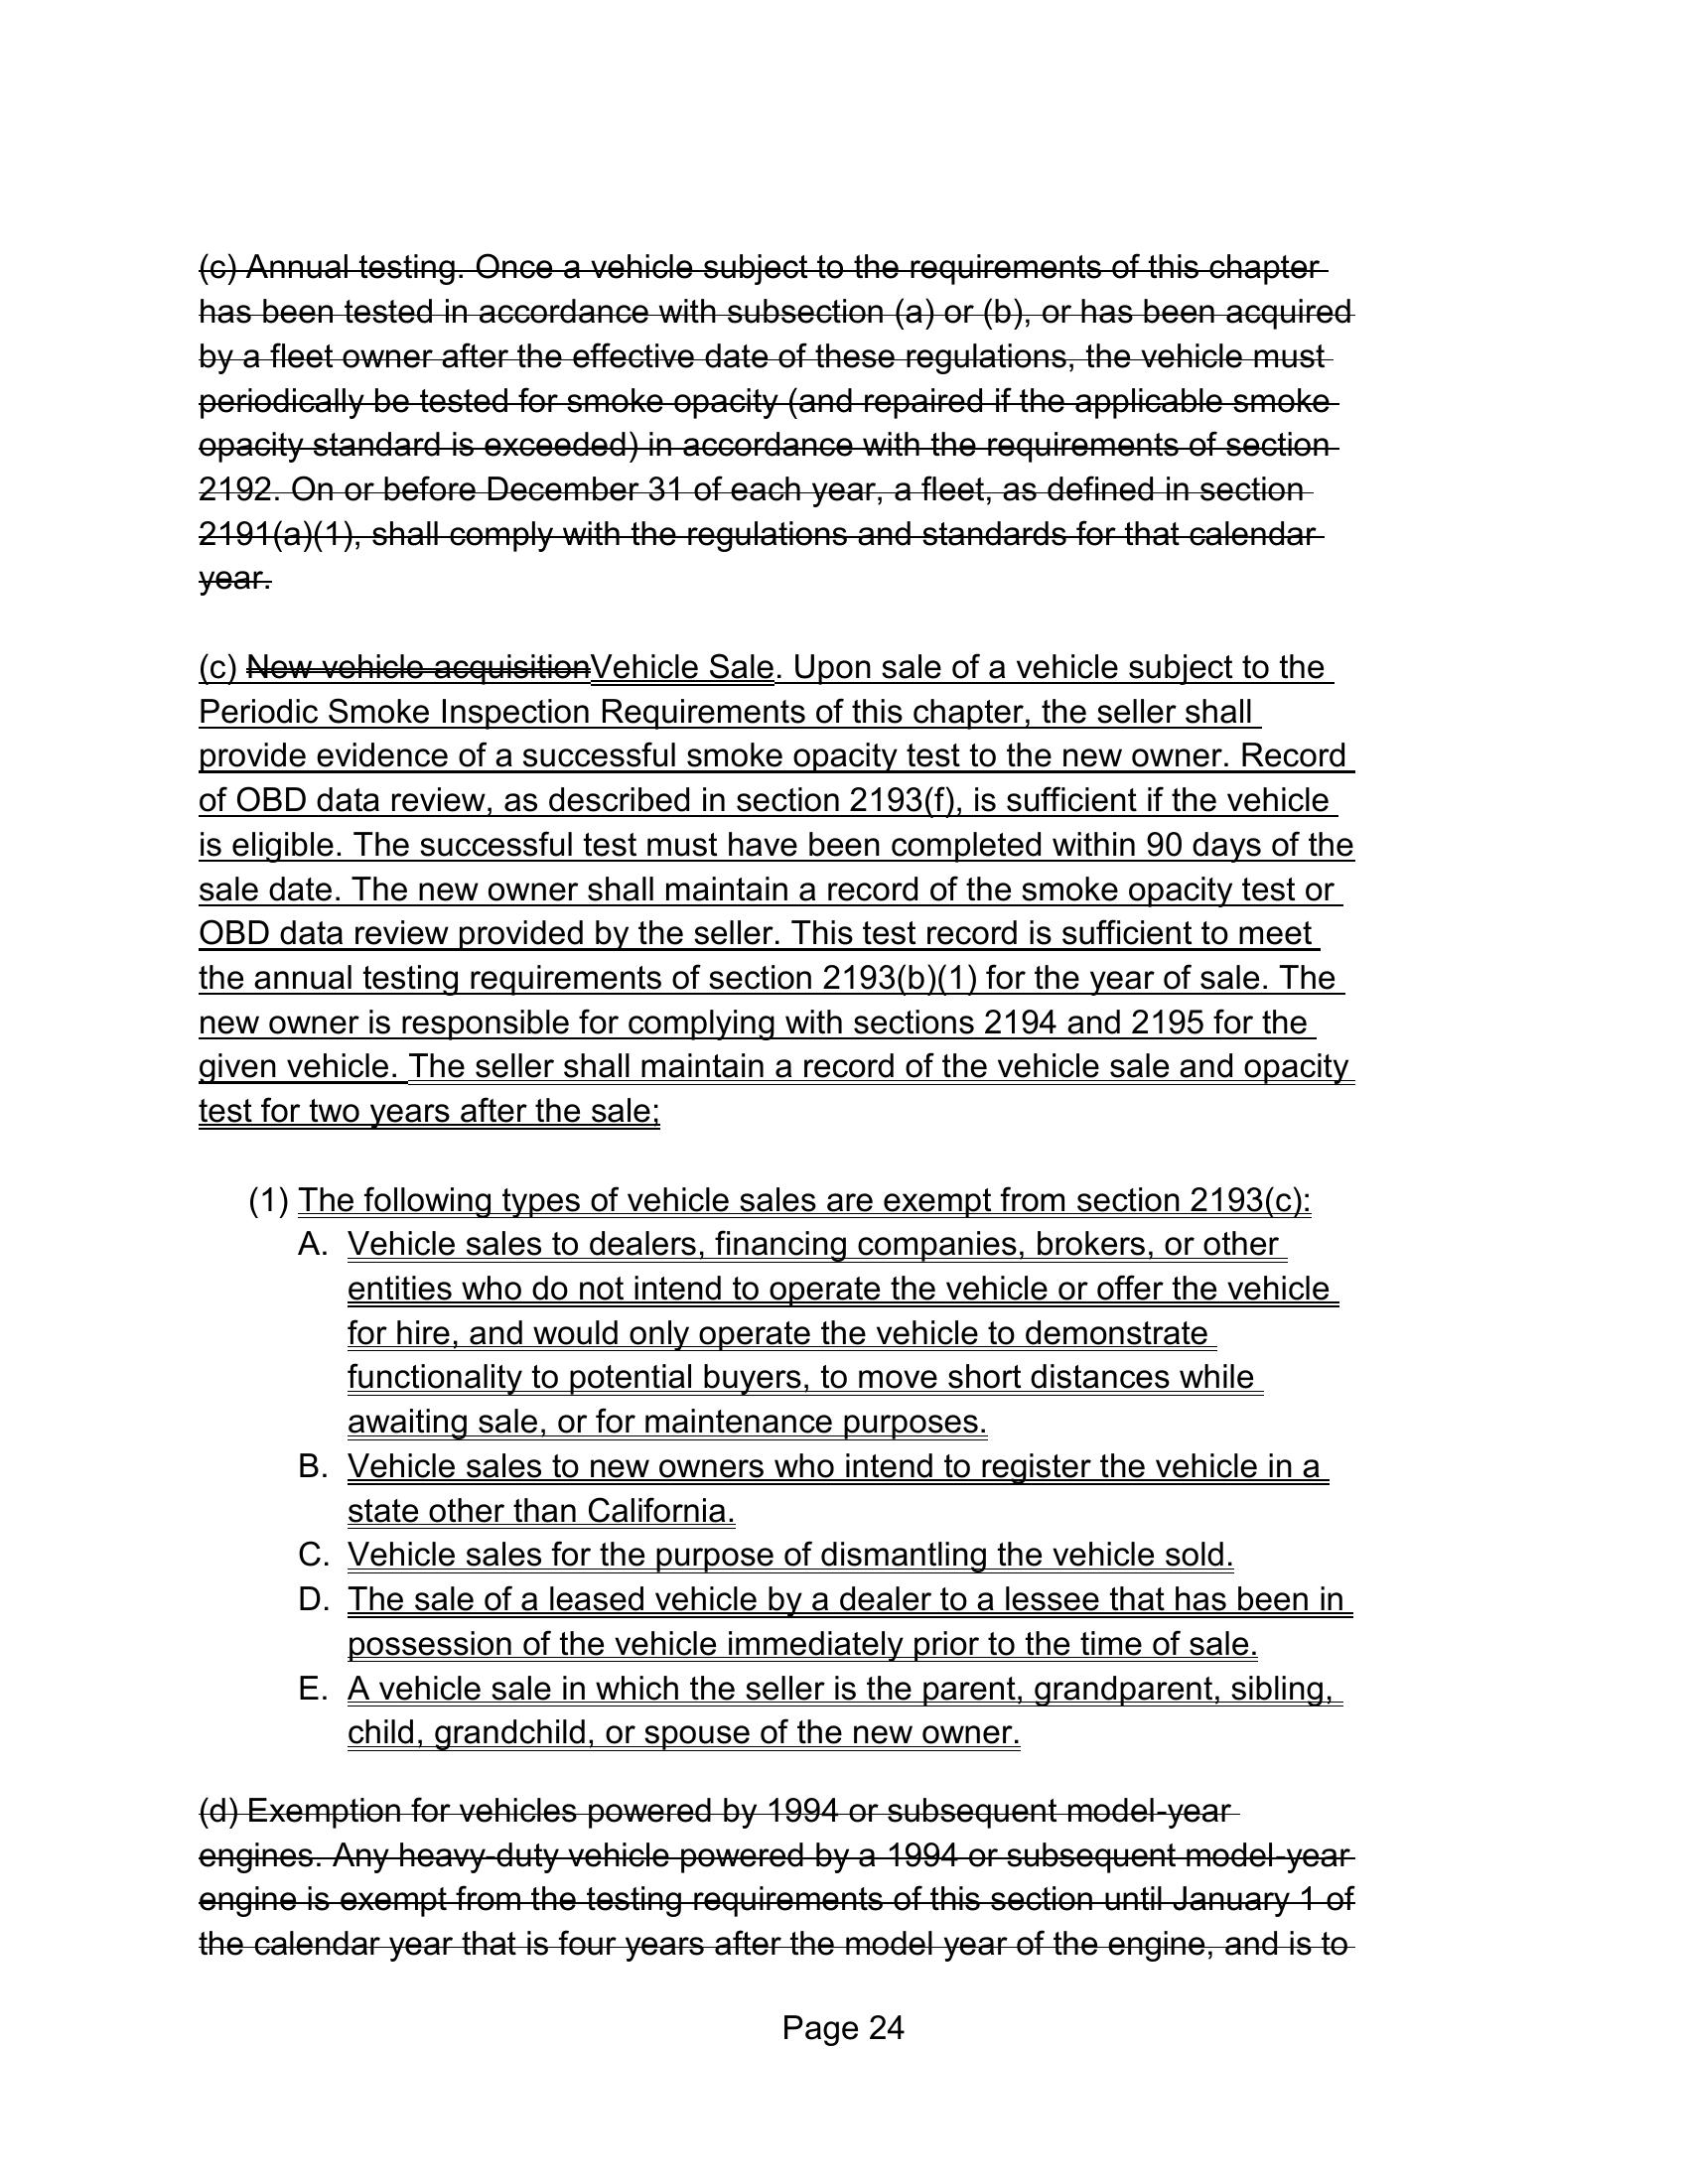 (c) Annual testing. Once a vehicle subject to the requirements of this chapter
has been tested in accordance with subsection (a) or (b), or has been acquired
by a fleet owner after the effective date of these regulations, the vehicle must
periodically be tested for smoke opacity (and repaired if the applicable smoke
opacity standard is exceeded) in accordance with the requirements of section
2192. On or before December 31 of each year, a fleet, as defined in section
2191(a)(1), shall comply with the regulations and standards for that calendar
year.
(c) New vehicle acquisitionVehicle Sale. Upon sale of a vehicle subject to the
Periodic Smoke Inspection Requirements of this chapter, the seller shall
provide evidence of a successful smoke opacity test to the new owner. Record
of OBD data review, as described in section 2193(f), is sufficient if the vehicle
is eligible. The successful test must have been completed within 90 days of the
sale date. The new owner shall maintain a record of the smoke opacity test or
OBD data review provided by the seller. This test record is sufficient to meet
the annual testing requirements of section 2193(b)(1) for the year of sale. The
new owner is responsible for complying with sections 2194 and 2195 for the
given vehicle. The seller shall maintain a record of the vehicle sale and opacity
test for two years after the sale;
(1) The following types of vehicle sales are exempt from section 2193(c):
A. Vehicle sales to dealers, financing companies, brokers, or other
entities who do not intend to operate the vehicle or offer the vehicle
for hire, and would only operate the vehicle to demonstrate
functionality to potential buyers, to move short distances while
awaiting sale, or for maintenance purposes.
B. Vehicle sales to new owners who intend to register the vehicle in a
state other than California.
C. Vehicle sales for the purpose of dismantling the vehicle sold.
D. The sale of a leased vehicle by a dealer to a lessee that has been in
possession of the vehicle immediately prior to the time of sale.
E. A vehicle sale in which the seller is the parent, grandparent, sibling,
child, grandchild, or spouse of the new owner.
(d) Exemption for vehicles powered by 1994 or subsequent model-year
engines. Any heavy-duty vehicle powered by a 1994 or subsequent model-year
engine is exempt from the testing requirements of this section until January 1 of
the calendar year that is four years after the model year of the engine, and is to
Page 24